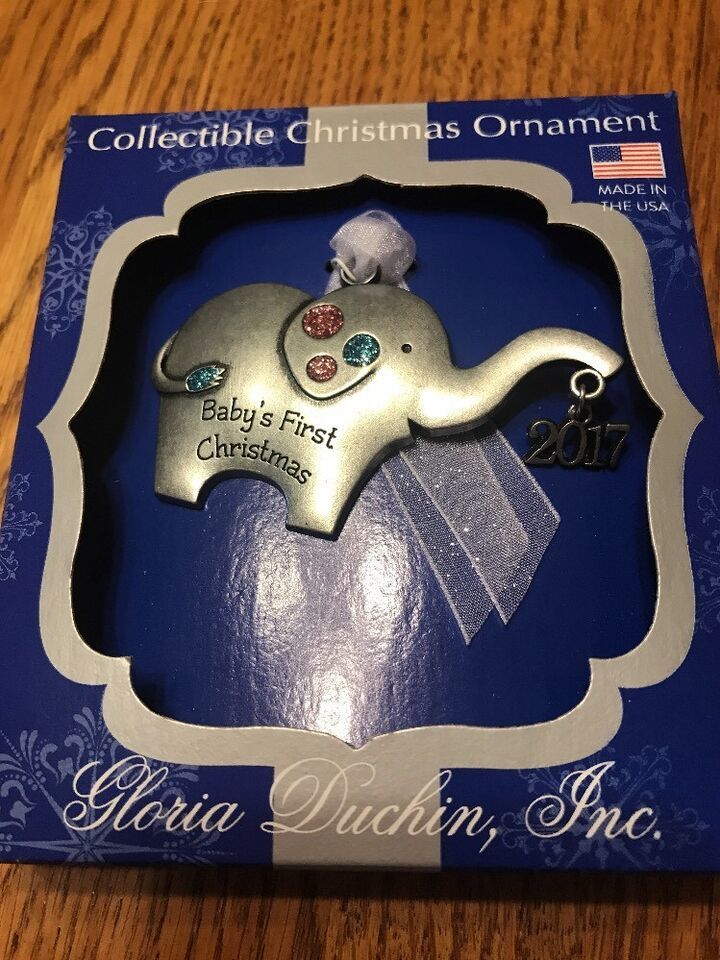 Collectible Christmas Ornament
MADE IN
THE USA
Baby's First
Christmas
2017
Gloria Duchin, Inc.